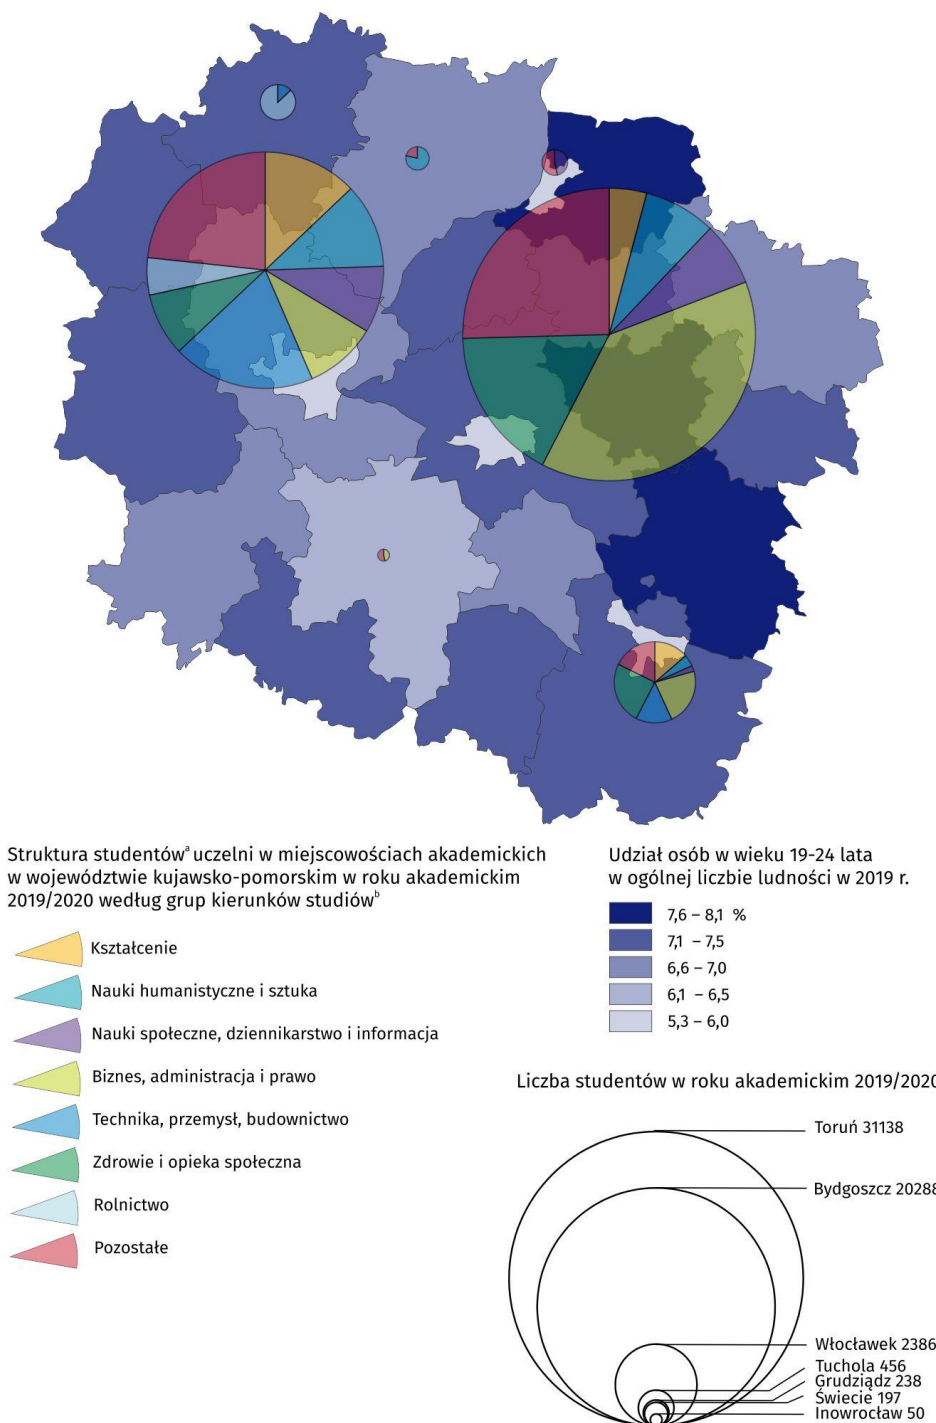 Struktura studentówᵃ uczelni w miejscowościach akademickich
w województwie kujawsko-pomorskim w roku akademickim
2019/2020 według grup kierunków studiówᵇ
Kształcenie
Nauki humanistyczne i sztuka
Nauki społeczne, dziennikarstwo i informacja
Biznes, administracja i prawo
Technika, przemysł, budownictwo
Zdrowie i opieka społeczna
Rolnictwo
Pozostałe
Udział osób w wieku 19-24 lata
w ogólnej liczbie ludności w 2019 r.
7,6 – 8,1 %
7,1 – 7,5
6,6 – 7,0
6,1 – 6,5
5,3 – 6,0
Liczba studentów w roku akademickim 2019/2020
Toruń 31138
Bydgoszcz 20288
Włocławek 2386
Tuchola 456
Grudziądz 238
Świecie 197
Inowrocław 50